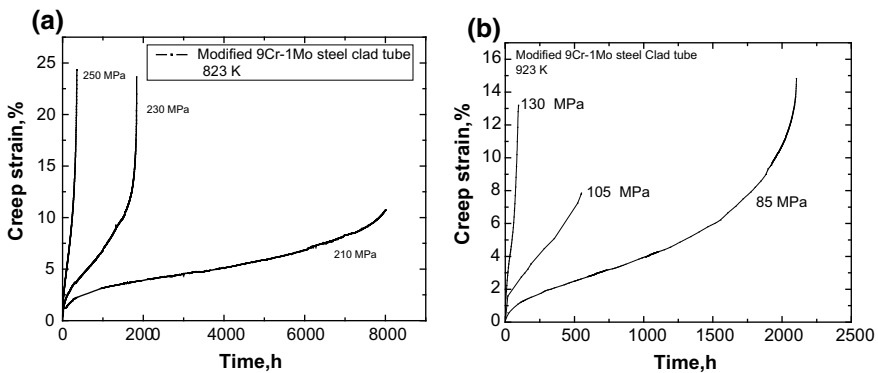 (a)
Modified 9Cr-1Mo steel clad tube
823 K
250 MPa
230 MPa
210 MPa
25
20
15
10
5
0
0
2000
4000
6000
8000
Creep strain,%
Time,h
(b)
Modified 9Cr-1Mo steel Clad tube
923 K
130 MPa
105 MPa
85 MPa
16
14
12
10
8
6
4
2
0
0
500
1000
1500
2000
2500
Creep strain,%
Time,h